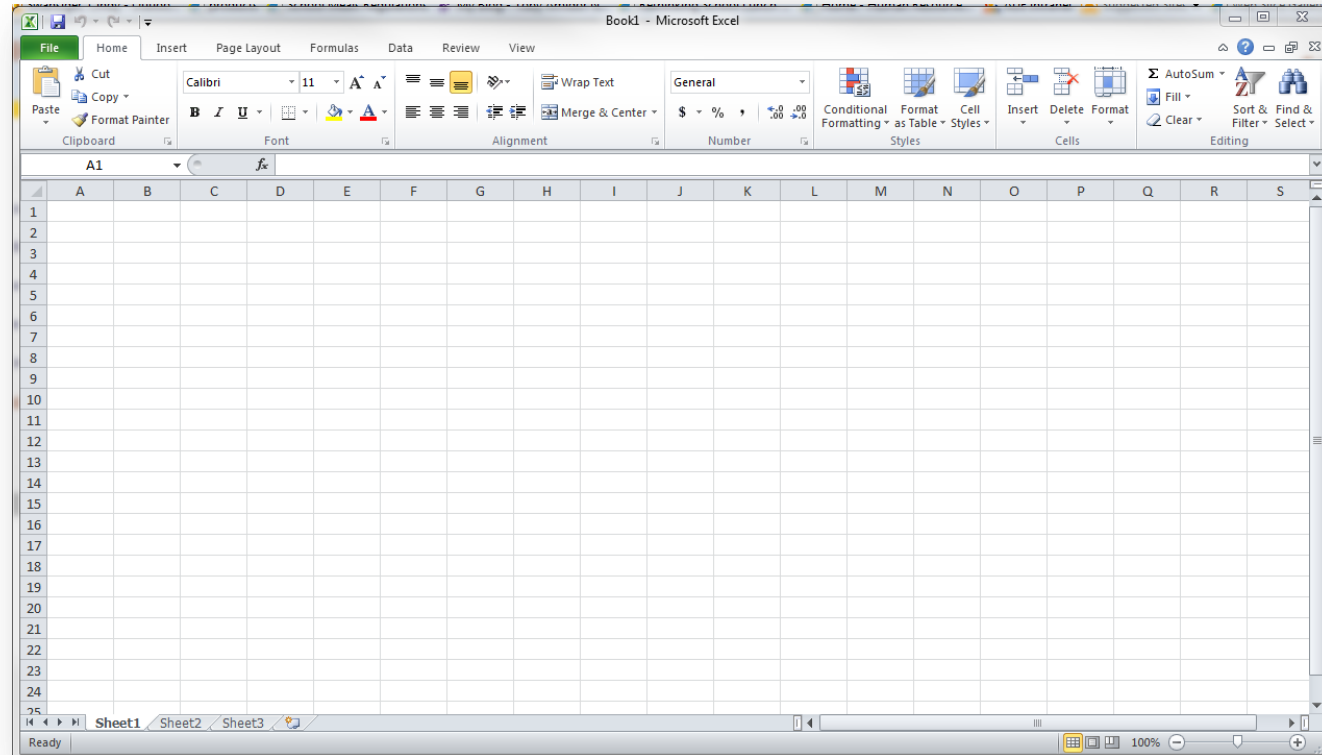 Book1 - Microsoft Excel
File Home Insert Page Layout Formulas Data Review View
Cut
Copy
Format Painter
Paste
Clipboard
Calibri 11
B I U
Font
Wrap Text
Merge & Center
Alignment
General
$ % ,
Number
Conditional Formatting
Format as Table
Cell Styles
Styles
Insert Delete Format
Cells
Σ AutoSum
Fill
Clear
Sort & Filter
Find & Select
Editing
A1 fx
A B C D E F G H I J K L M N O P Q R S
1
2
3
4
5
6
7
8
9
10
11
12
13
14
15
16
17
18
19
20
21
22
23
24
25
Sheet1 Sheet2 Sheet3
Ready 100%